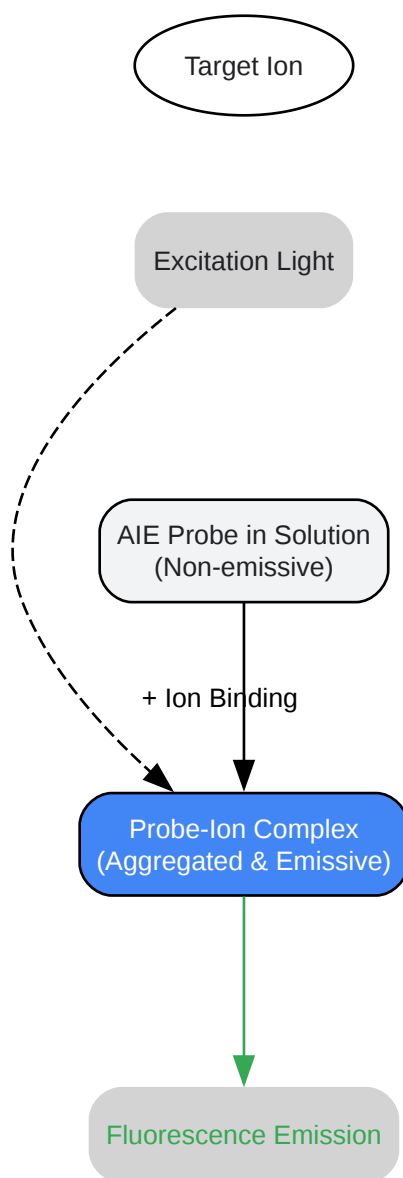 Target Ion
Excitation Light
AIE Probe in Solution
(Non-emissive)
+ Ion Binding
Probe-Ion Complex
(Aggregated & Emissive)
Fluorescence Emission